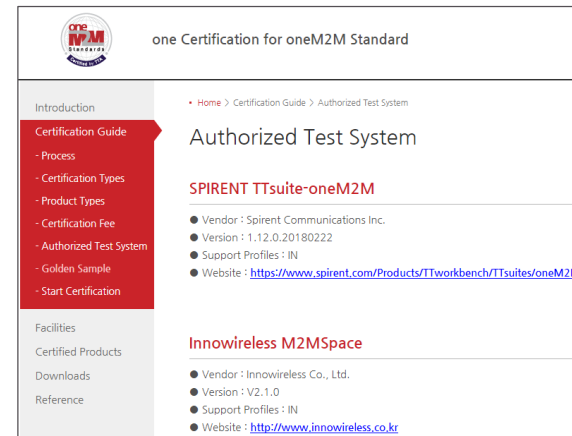 one
M2M
Standards
Certified by TTA
one Certification for oneM2M Standard
Introduction
Certification Guide
- Process
- Certification Types
- Product Types
- Certification Fee
- Authorized Test System
- Golden Sample
- Start Certification
Facilities
Certified Products
Downloads
Reference
• Home > Certification Guide > Authorized Test System
Authorized Test System
SPIRENT TTsuite-oneM2M
● Vendor : Spirent Communications Inc.
● Version : 1.12.0.20180222
● Support Profiles : IN
● Website : https://www.spirent.com/Products/TTworkbench/TTsuites/oneM2
Innowireless M2MSpace
● Vendor : Innowireless Co., Ltd.
● Version : V2.1.0
● Support Profiles : IN
● Website : http://www.innowireless.co.kr